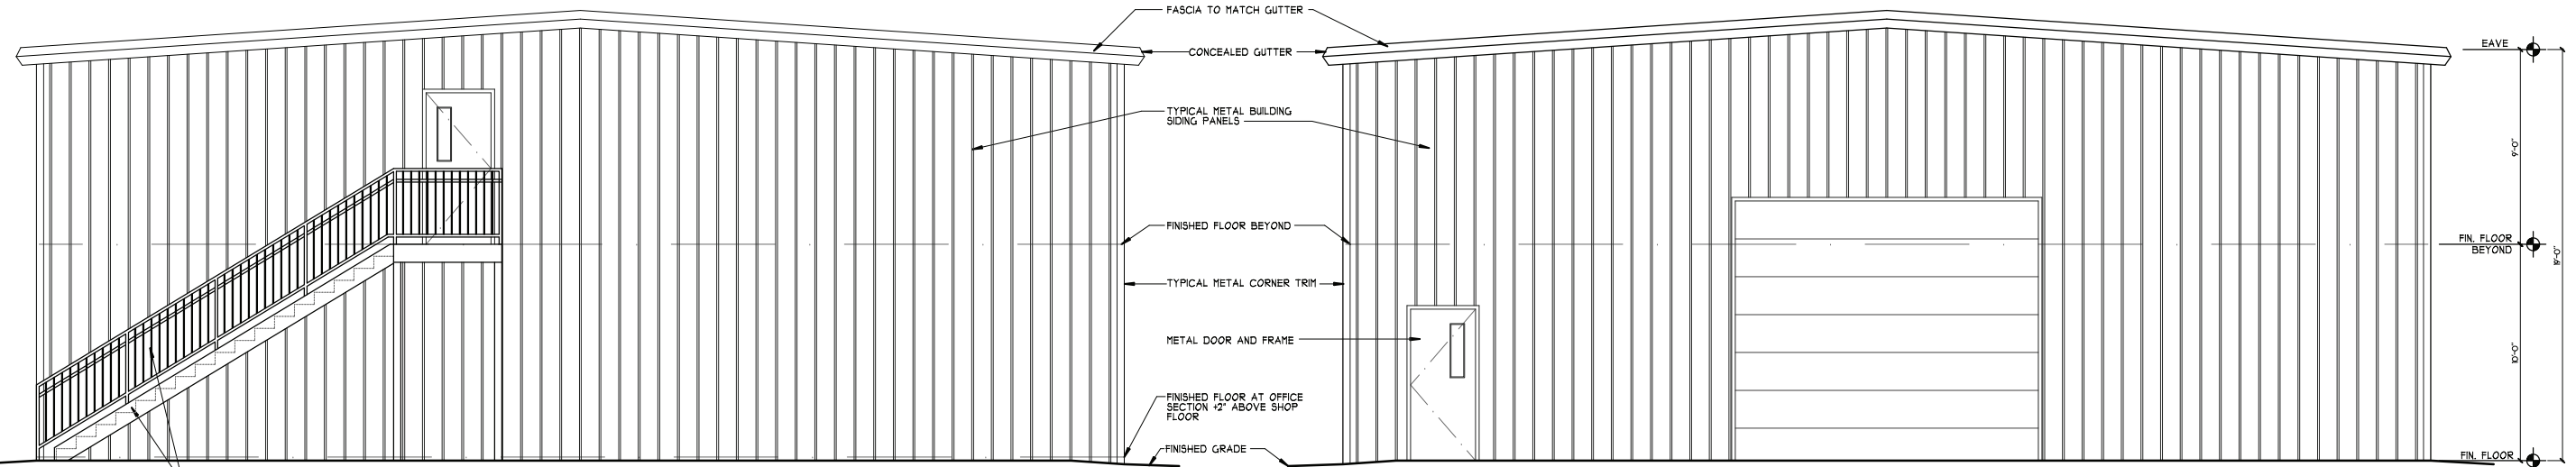 FASCIA TO MATCH GUTTER
CONCEALED GUTTER
TYPICAL METAL BUILDING
SIDING PANELS
FINISHED FLOOR BEYOND
TYPICAL METAL CORNER TRIM
METAL DOOR AND FRAME
FINISHED FLOOR AT OFFICE
SECTION +2" ABOVE SHOP
FLOOR
FINISHED GRADE
EAVE
9'-0"
FIN. FLOOR
BEYOND
19'-0"
10'-0"
FIN. FLOOR